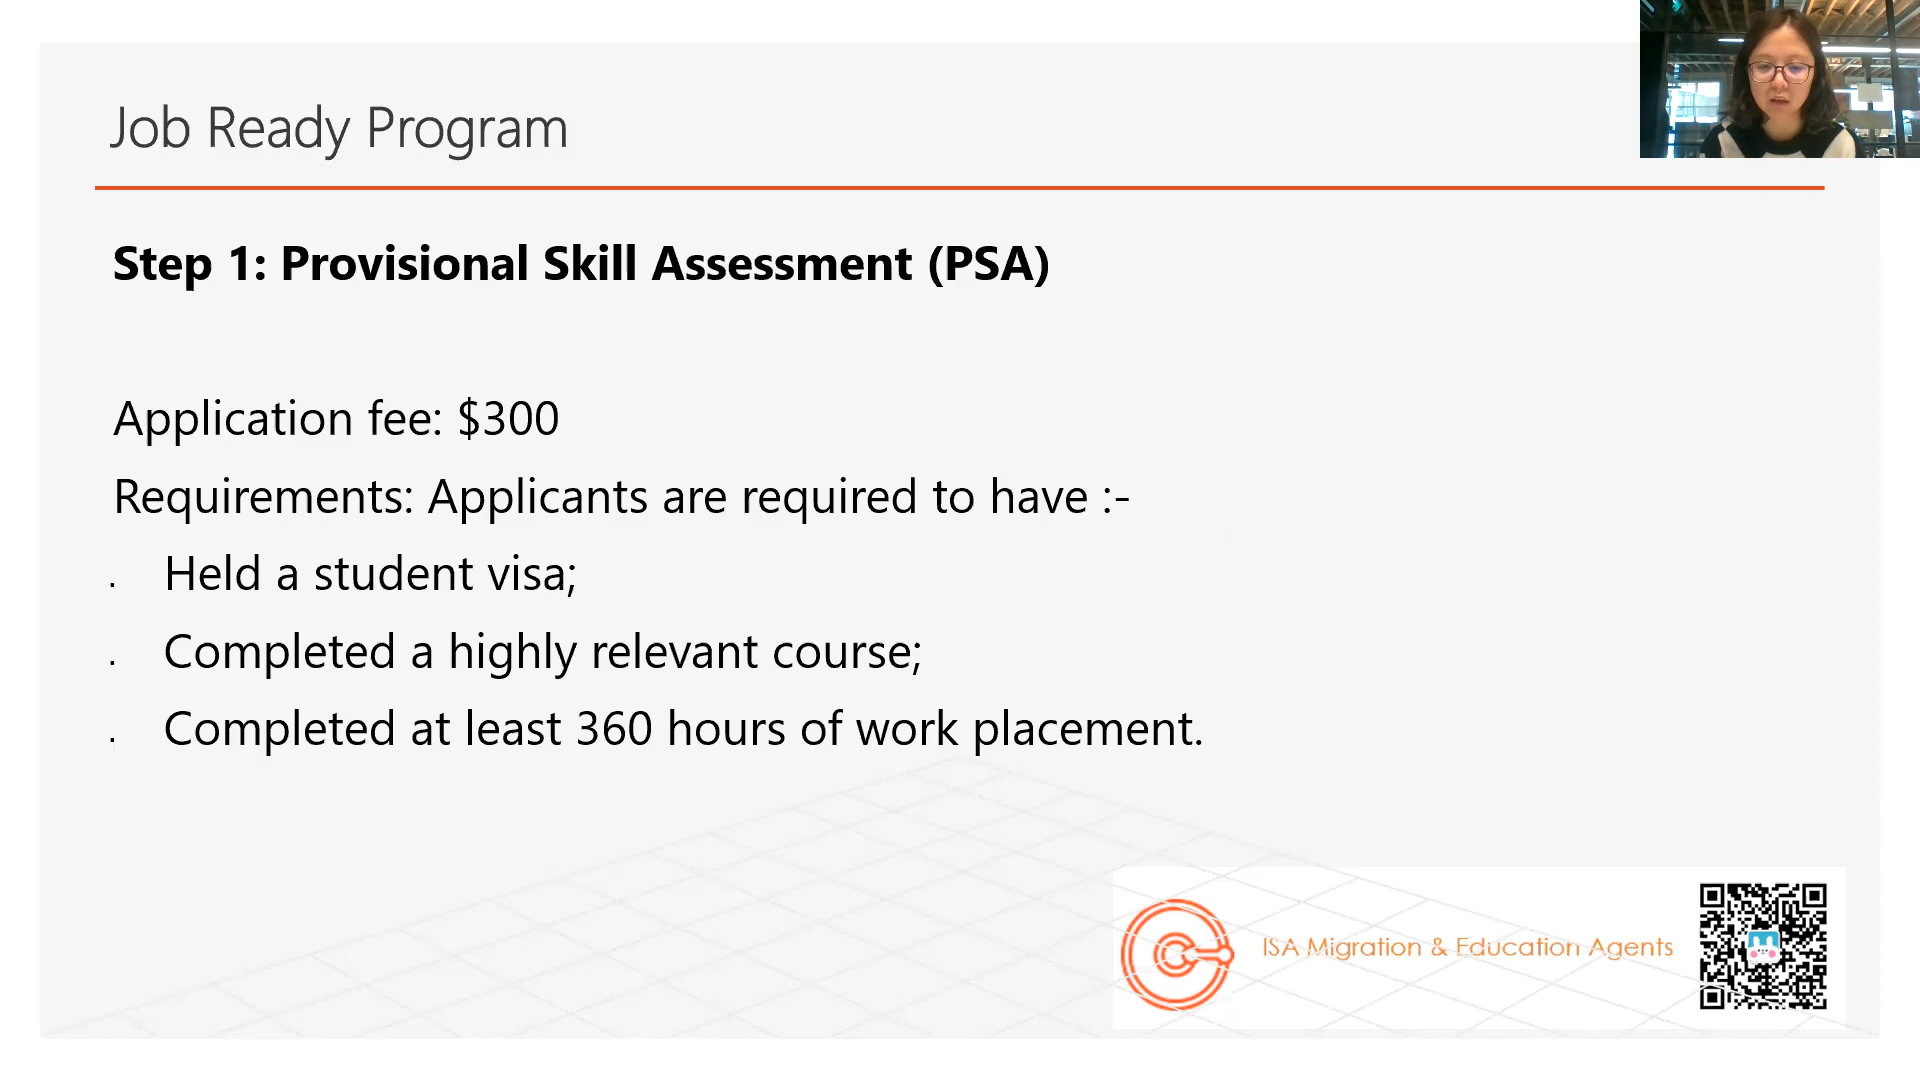 Job Ready Program
Step 1: Provisional Skill Assessment (PSA)
Application fee: $300
Requirements: Applicants are required to have :-
. Held a student visa;
. Completed a highly relevant course;
. Completed at least 360 hours of work placement.
ISA Migration & Education Agents